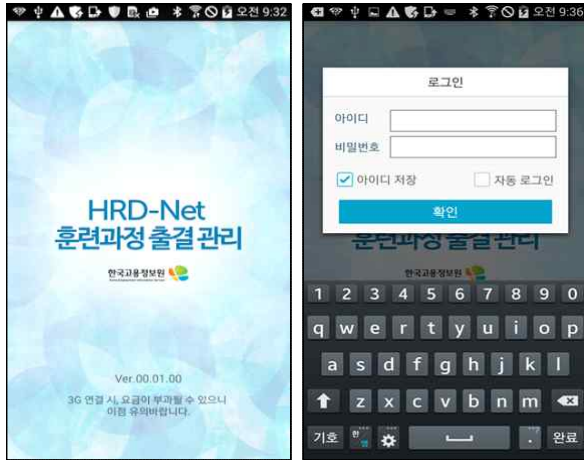 오전 9:32
HRD-Net
훈련과정 출결 관리
한국고용정보원
Ver.00.01.00
3G 연결 시, 요금이 부과될 수 있으니
이점 유의바랍니다.
오전 9:36
로그인
아이디
비밀번호
아이디 저장
자동 로그인
확인
훈련과정 출결 관리
한국고용정보원
1 2 3 4 5 6 7 8 9 0
q w e r t y u i o p
a s d f g h j k l
z x c v b n m
기호 한 영 .? 완료